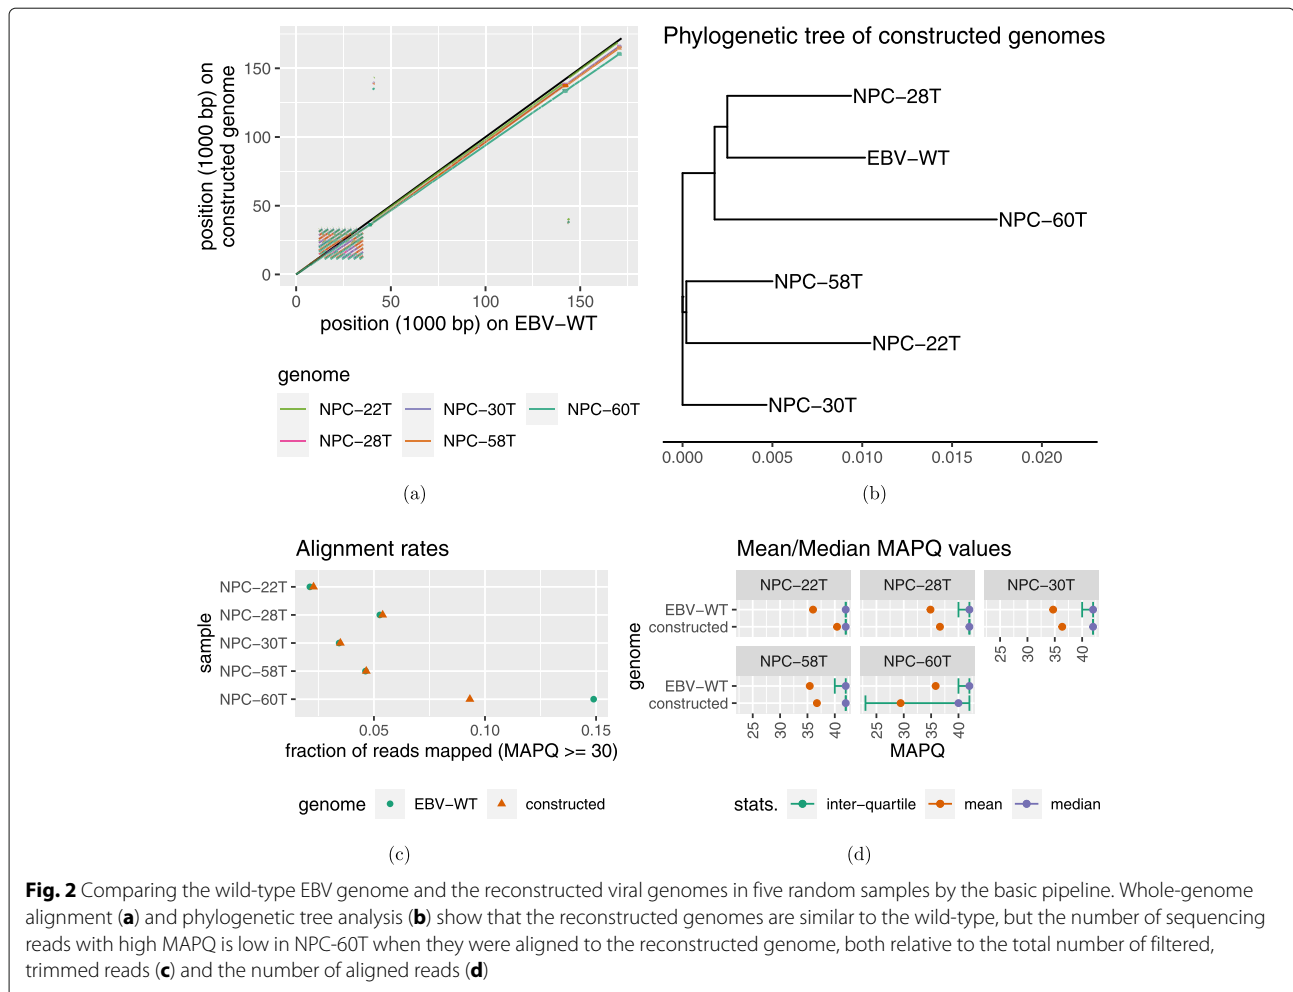 position (1000 bp) on
constructed genome
150
100
50
0
0 50 100 150
position (1000 bp) on EBV−WT
genome
NPC−22T NPC−30T NPC−60T
NPC−28T NPC−58T
(a)
Phylogenetic tree of constructed genomes
NPC−28T
EBV−WT
NPC−60T
NPC−58T
NPC−22T
NPC−30T
0.000 0.005 0.010 0.015 0.020
(b)
Alignment rates
sample
NPC−22T
NPC−28T
NPC−30T
NPC−58T
NPC−60T
0.05 0.10 0.15
fraction of reads mapped (MAPQ >= 30)
genome EBV−WT constructed
(c)
Mean/Median MAPQ values
genome
NPC−22T NPC−28T NPC−30T
EBV−WT
constructed
25 30 35 40
NPC−58T NPC−60T
EBV−WT
constructed
25 30 35 40 25 30 35 40
MAPQ
stats. inter−quartile mean median
(d)
Fig. 2 Comparing the wild-type EBV genome and the reconstructed viral genomes in five random samples by the basic pipeline. Whole-genome
alignment (a) and phylogenetic tree analysis (b) show that the reconstructed genomes are similar to the wild-type, but the number of sequencing
reads with high MAPQ is low in NPC-60T when they were aligned to the reconstructed genome, both relative to the total number of filtered,
trimmed reads (c) and the number of aligned reads (d)